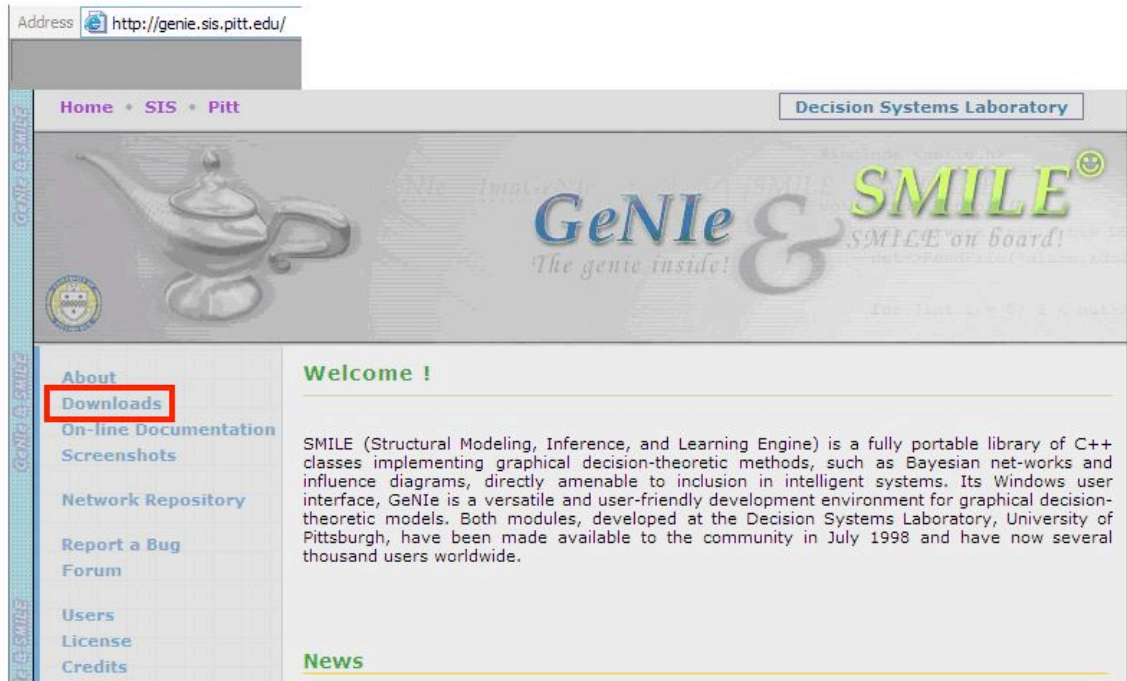 Address http://genie.sis.pitt.edu/
Home • SIS • Pitt
Decision Systems Laboratory
GeNIe & SMILE
GeNIe & SMILE
The genie inside!
SMILE on board!
About
Downloads
On-line Documentation
Screenshots
Network Repository
Report a Bug
Forum
Users
License
Credits
Welcome !
SMILE (Structural Modeling, Inference, and Learning Engine) is a fully portable library of C++
classes implementing graphical decision-theoretic methods, such as Bayesian net-works and
influence diagrams, directly amenable to inclusion in intelligent systems. Its Windows user
interface, GeNIe is a versatile and user-friendly development environment for graphical decision-
theoretic models. Both modules, developed at the Decision Systems Laboratory, University of
Pittsburgh, have been made available to the community in July 1998 and have now several
thousand users worldwide.
News
GeNIe & SMILE